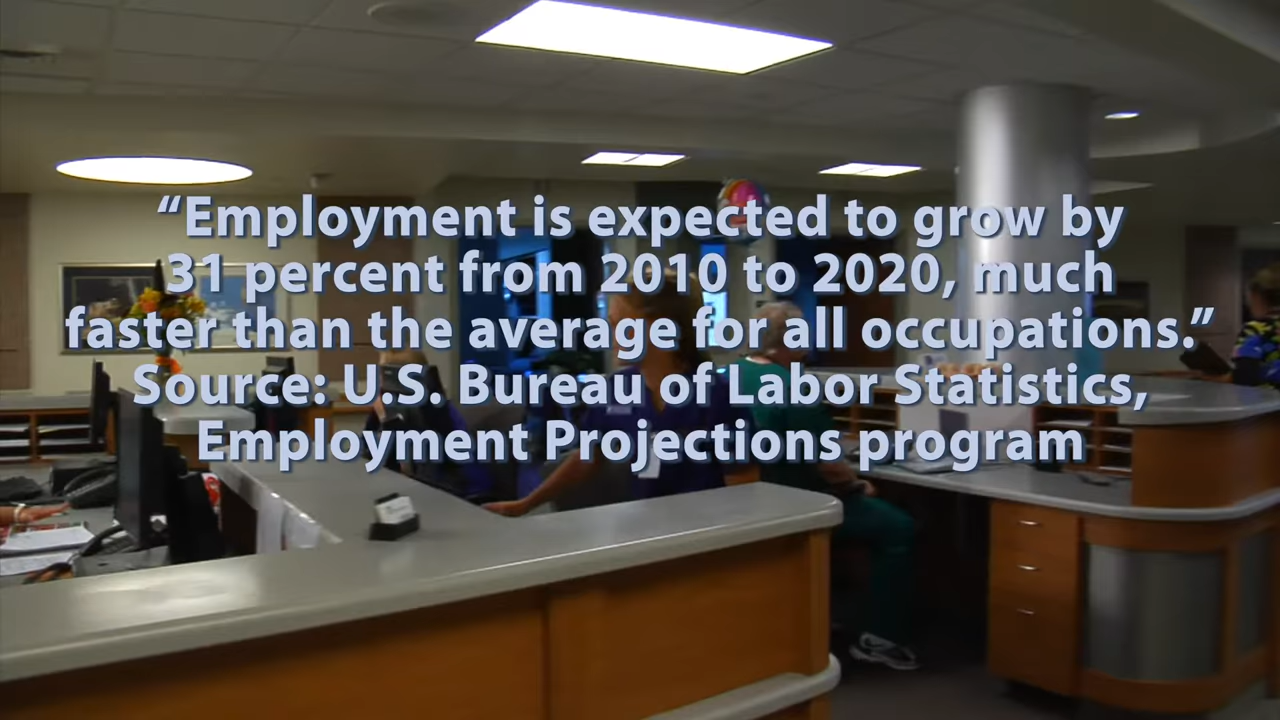 “Employment is expected to grow by
31 percent from 2010 to 2020, much
faster than the average for all occupations.”
Source: U.S. Bureau of Labor Statistics,
Employment Projections program